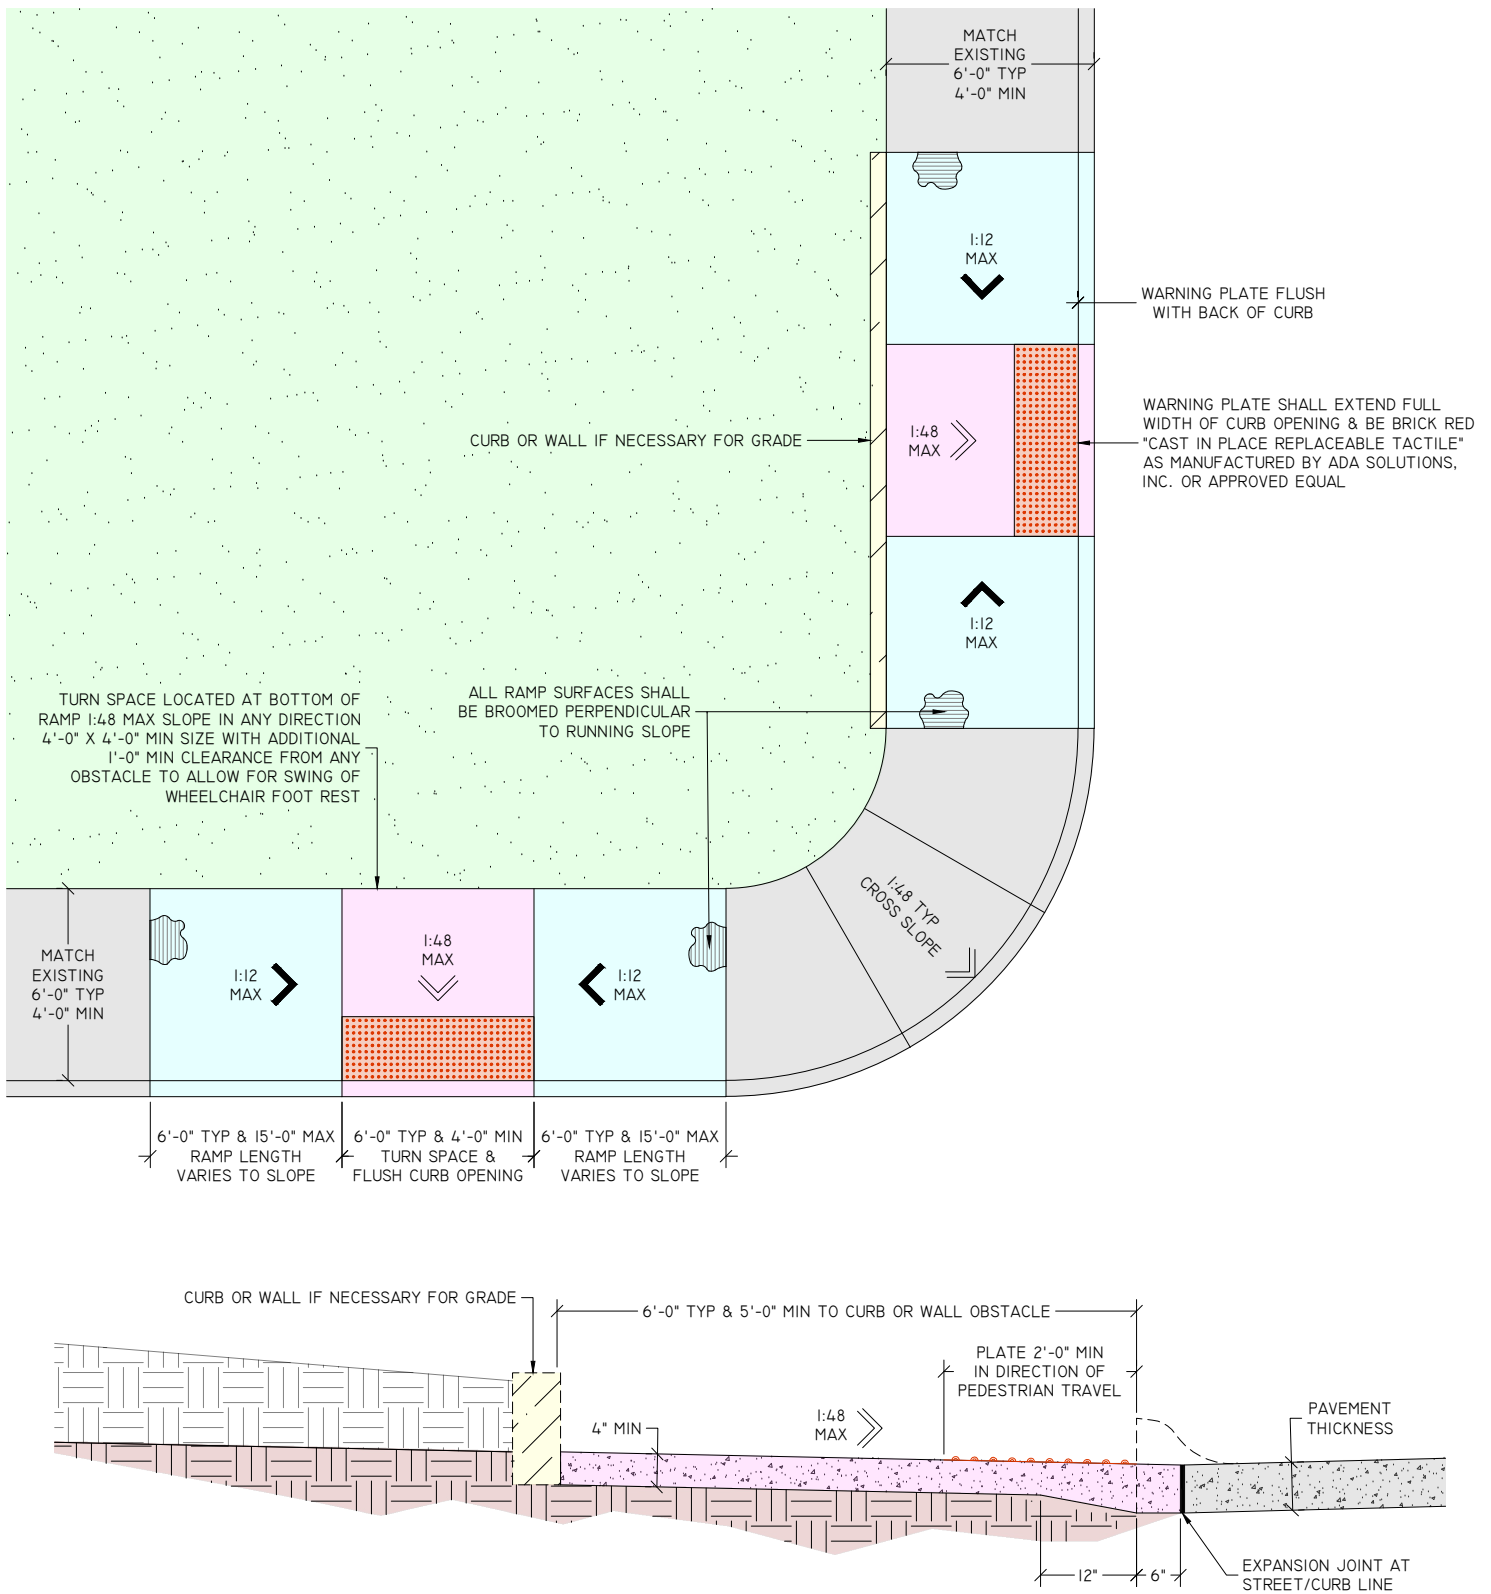 MATCH
EXISTING
6'-0" TYP
4'-0" MIN
1:12
MAX
WARNING PLATE FLUSH
WITH BACK OF CURB
WARNING PLATE SHALL EXTEND FULL
WIDTH OF CURB OPENING & BE BRICK RED
"CAST IN PLACE REPLACEABLE TACTILE"
AS MANUFACTURED BY ADA SOLUTIONS,
INC. OR APPROVED EQUAL
CURB OR WALL IF NECESSARY FOR GRADE
1:48
MAX
1:12
MAX
TURN SPACE LOCATED AT BOTTOM OF
RAMP 1:48 MAX SLOPE IN ANY DIRECTION
4'-0" X 4'-0" MIN SIZE WITH ADDITIONAL
1'-0" MIN CLEARANCE FROM ANY
OBSTACLE TO ALLOW FOR SWING OF
WHEELCHAIR FOOT REST
ALL RAMP SURFACES SHALL
BE BROOMED PERPENDICULAR
TO RUNNING SLOPE
1:48 TYP
CROSS SLOPE
MATCH
EXISTING
6'-0" TYP
4'-0" MIN
1:12
MAX
1:48
MAX
1:12
MAX
6'-0" TYP & 15'-0" MAX
RAMP LENGTH
VARIES TO SLOPE
6'-0" TYP & 4'-0" MIN
TURN SPACE &
FLUSH CURB OPENING
6'-0" TYP & 15'-0" MAX
RAMP LENGTH
VARIES TO SLOPE
CURB OR WALL IF NECESSARY FOR GRADE
6'-0" TYP & 5'-0" MIN TO CURB OR WALL OBSTACLE
PLATE 2'-0" MIN
IN DIRECTION OF
PEDESTRIAN TRAVEL
1:48
MAX
4" MIN
PAVEMENT
THICKNESS
12"
6"
EXPANSION JOINT AT
STREET/CURB LINE